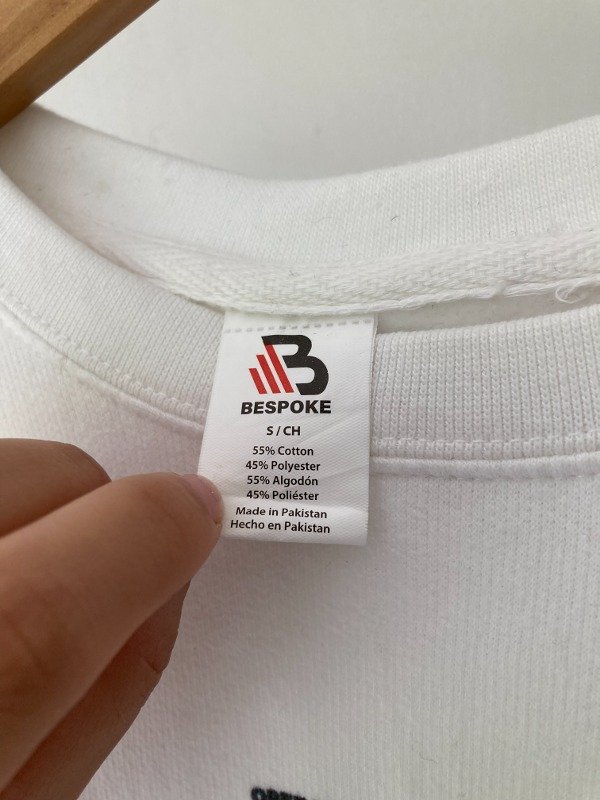 B
BESPOKE
S / CH
55% Cotton
45% Polyester
55% Algodón
45% Poliéster
Made in Pakistan
Hecho en Pakistan